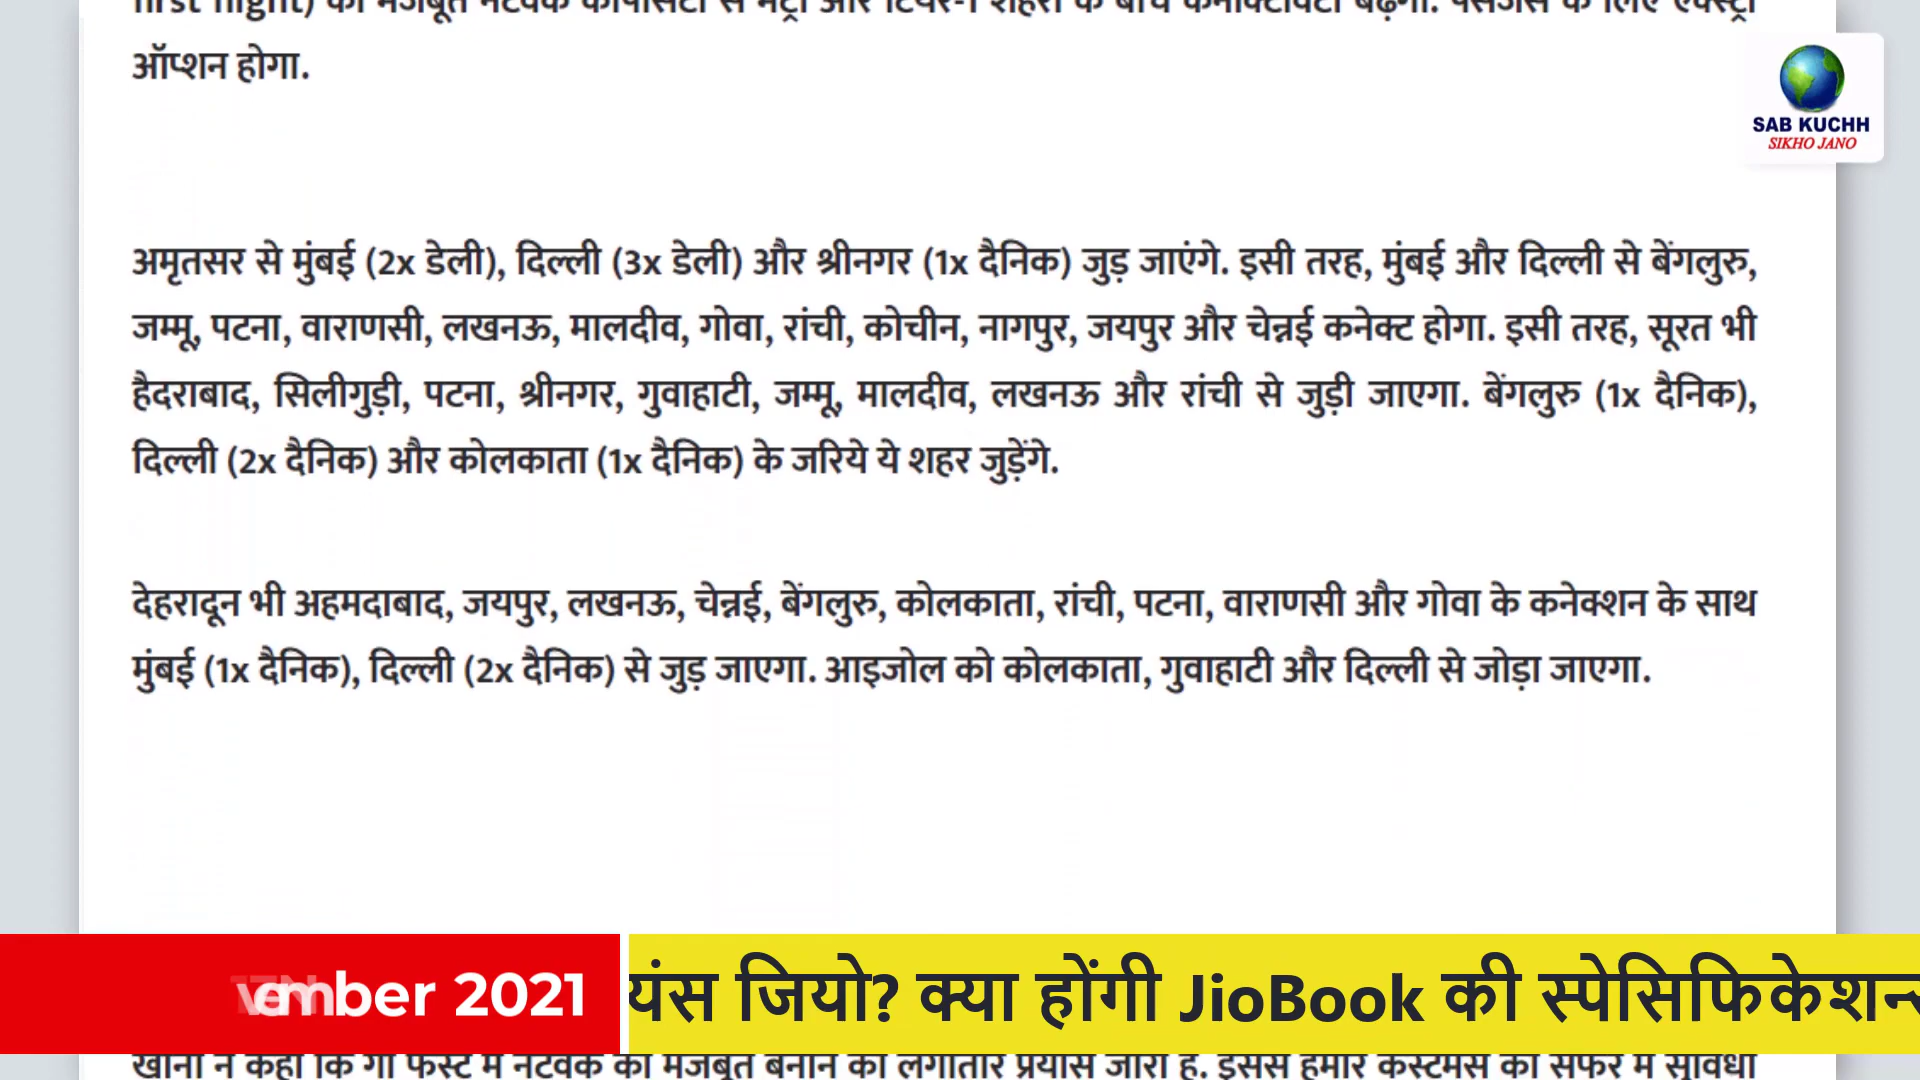 ऑप्शन होगा.
SAB KUCHH
SIKHO JANO
अमृतसर से मुंबई (2x डेली), दिल्ली (3x डेली) और श्रीनगर (1x दैनिक) जुड़ जाएंगे. इसी तरह, मुंबई और दिल्ली से बेंगलुरु,
जम्मू, पटना, वाराणसी, लखनऊ, मालदीव, गोवा, रांची, कोचीन, नागपुर, जयपुर और चेन्नई कनेक्ट होगा. इसी तरह, सूरत भी
हैदराबाद, सिलीगुड़ी, पटना, श्रीनगर, गुवाहाटी, जम्मू, मालदीव, लखनऊ और रांची से जुड़ी जाएगा. बेंगलुरु (1x दैनिक),
दिल्ली (2x दैनिक) और कोलकाता (1x दैनिक) के जरिये ये शहर जुड़ेंगे.
देहरादून भी अहमदाबाद, जयपुर, लखनऊ, चेन्नई, बेंगलुरु, कोलकाता, रांची, पटना, वाराणसी और गोवा के कनेक्शन के साथ
मुंबई (1x दैनिक), दिल्ली (2x दैनिक) से जुड़ जाएगा. आइजोल को कोलकाता, गुवाहाटी और दिल्ली से जोड़ा जाएगा.
vember 2021
यंस जियो? क्या होंगी JioBook की स्पेसिफिकेशन्स